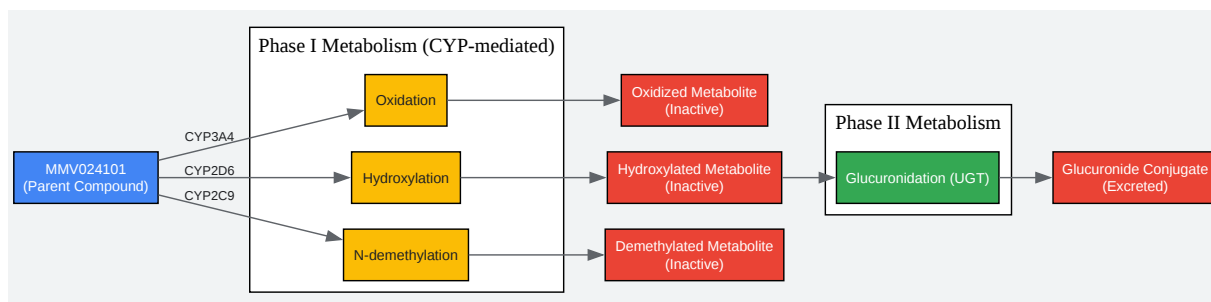 Phase I Metabolism (CYP-mediated)
Oxidation
Oxidized Metabolite
(Inactive)
CYP3A4
Phase II Metabolism
MMV024101
(Parent Compound)
CYP2D6
Hydroxylation
Hydroxylated Metabolite
(Inactive)
Glucuronidation (UGT)
Glucuronide Conjugate
(Excreted)
CYP2C9
N-demethylation
Demethylated Metabolite
(Inactive)